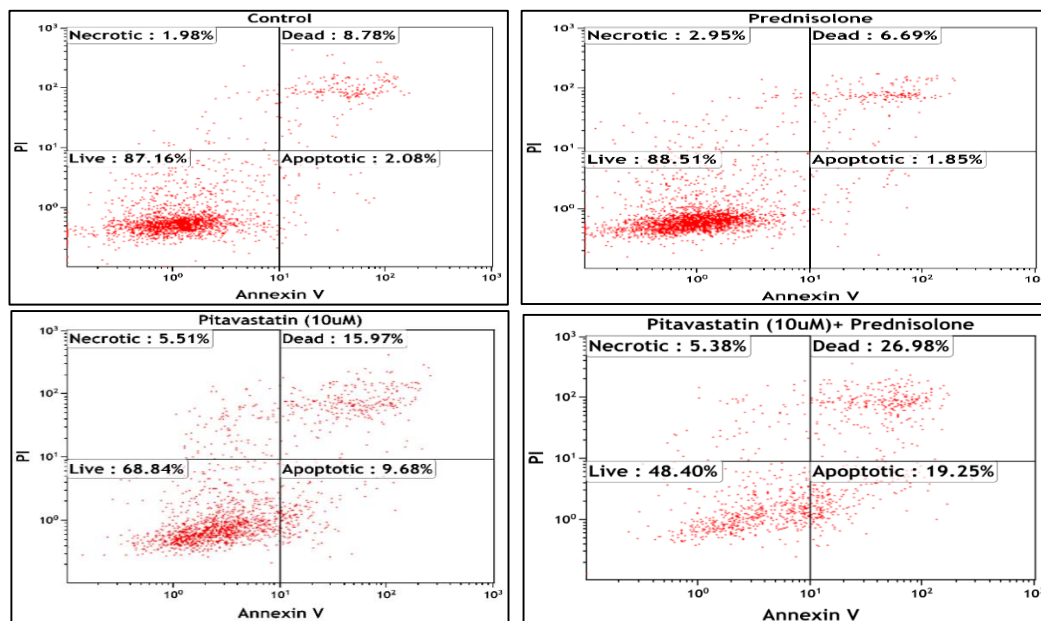 Control
Necrotic : 1.98%
Dead : 8.78%
Live : 87.16%
Apoptotic : 2.08%
PI
10³
10²
10¹
10⁰
10⁰
10¹
10²
10³
Annexin V
Prednisolone
Necrotic : 2.95%
Dead : 6.69%
Live : 88.51%
Apoptotic : 1.85%
PI
10³
10²
10¹
10⁰
10⁰
10¹
10²
10³
Annexin V
Pitavastatin (10uM)
Necrotic : 5.51%
Dead : 15.97%
Live : 68.84%
Apoptotic : 9.68%
PI
10³
10²
10¹
10⁰
10⁰
10¹
10²
10³
Annexin V
Pitavastatin (10uM)+ Prednisolone
Necrotic : 5.38%
Dead : 26.98%
Live : 48.40%
Apoptotic : 19.25%
PI
10³
10²
10¹
10⁰
10⁰
10¹
10²
Annexin V